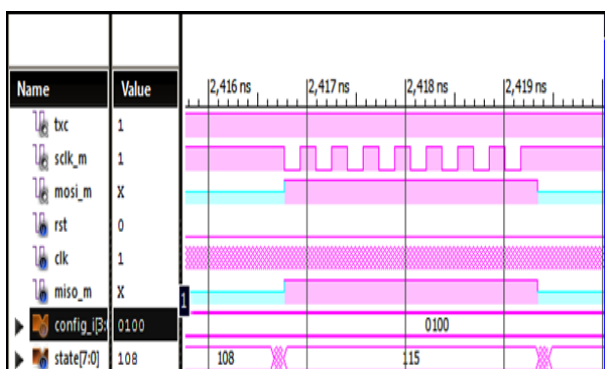 2,416 ns 2,417 ns 2,418 ns 2,419 ns
Name Value
txc 1
sclk_m 1
mosi_m X
rst 0
clk 1
miso_m X
1
config_i[3:0 0100 0100
state[7:0] 108 108 115